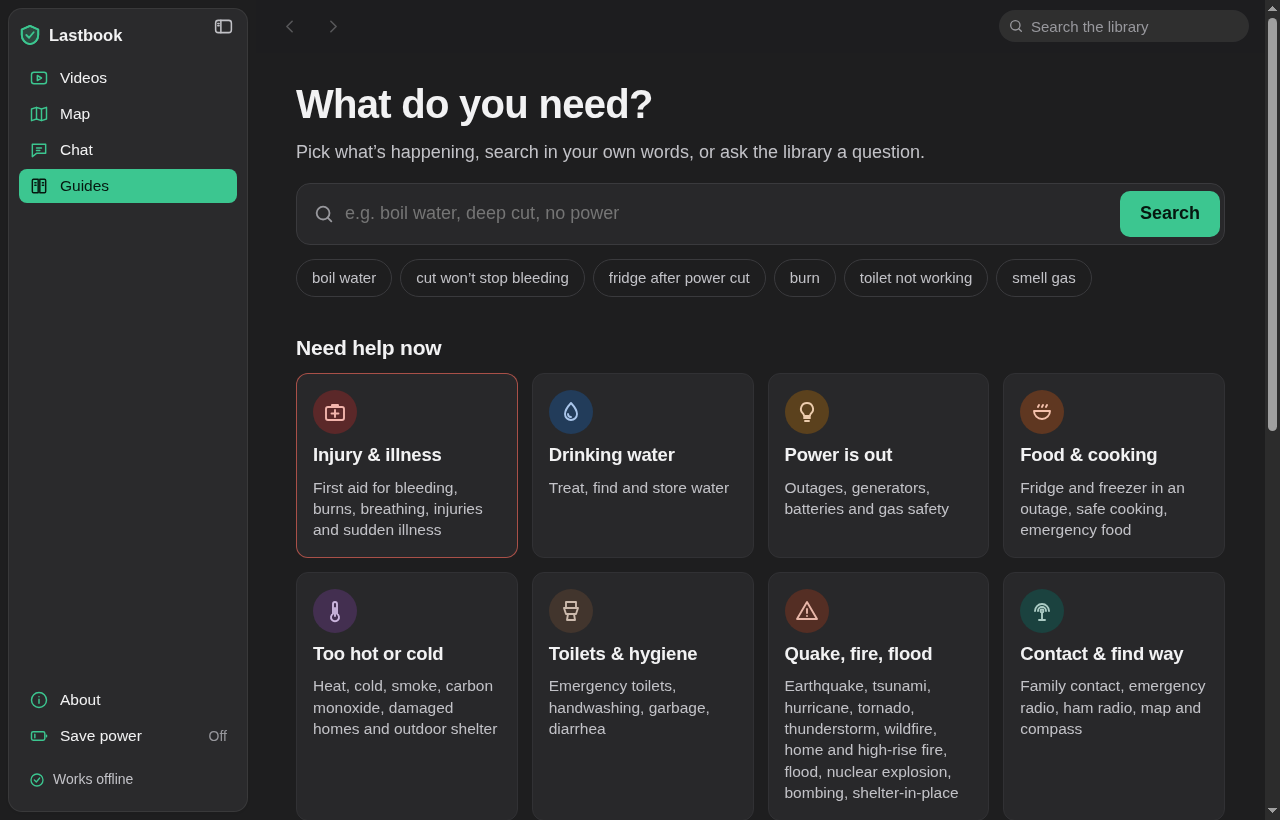 Lastbook
Videos
Map
Chat
Guides
About
Save power Off
Works offline
Search the library
What do you need?
Pick what’s happening, search in your own words, or ask the library a question.
e.g. boil water, deep cut, no power
Search
boil water
cut won’t stop bleeding
fridge after power cut
burn
toilet not working
smell gas
Need help now
Injury & illness
First aid for bleeding,
burns, breathing, injuries
and sudden illness
Drinking water
Treat, find and store water
Power is out
Outages, generators,
batteries and gas safety
Food & cooking
Fridge and freezer in an
outage, safe cooking,
emergency food
Too hot or cold
Heat, cold, smoke, carbon
monoxide, damaged
homes and outdoor shelter
Toilets & hygiene
Emergency toilets,
handwashing, garbage,
diarrhea
Quake, fire, flood
Earthquake, tsunami,
hurricane, tornado,
thunderstorm, wildfire,
home and high-rise fire,
flood, nuclear explosion,
bombing, shelter-in-place
Contact & find way
Family contact, emergency
radio, ham radio, map and
compass